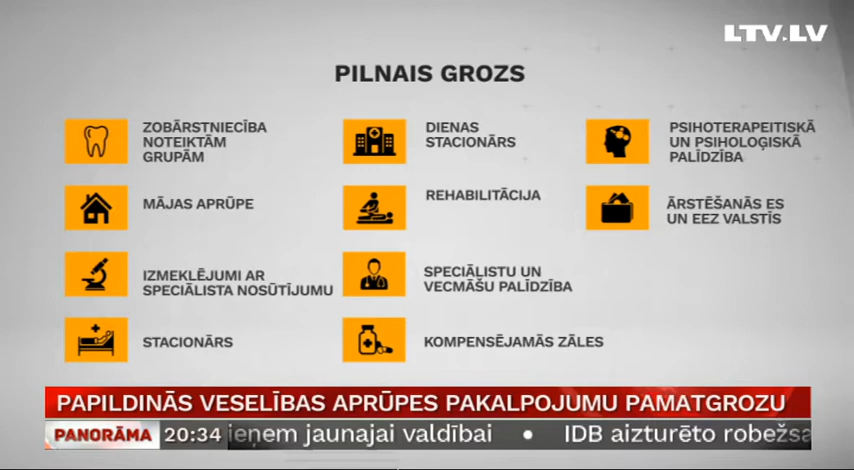 LTV.LV
PILNAIS GROZS
ZOBĀRSTNIECĪBA
NOTEIKTĀM
GRUPĀM
MĀJAS APRŪPE
IZMEKLĒJUMI AR
SPECIĀLISTA NOSŪTĪJUMU
STACIONĀRS
DIENAS
STACIONĀRS
REHABILITĀCIJA
SPECIĀLISTU UN
VECMĀŠU PALĪDZĪBA
KOMPENSĒJAMĀS ZĀLES
PSIHOTERAPEITISKĀ
UN PSIHOLOĢISKĀ
PALĪDZĪBA
ĀRSTĒŠANĀS ES
UN EEZ VALSTĪS
PAPILDINĀS VESELĪBAS APRŪPES PAKALPOJUMU PAMATGROZU
PANORĀMA 20:34 ieņem jaunajai valdībai • IDB aizturēto robežsa